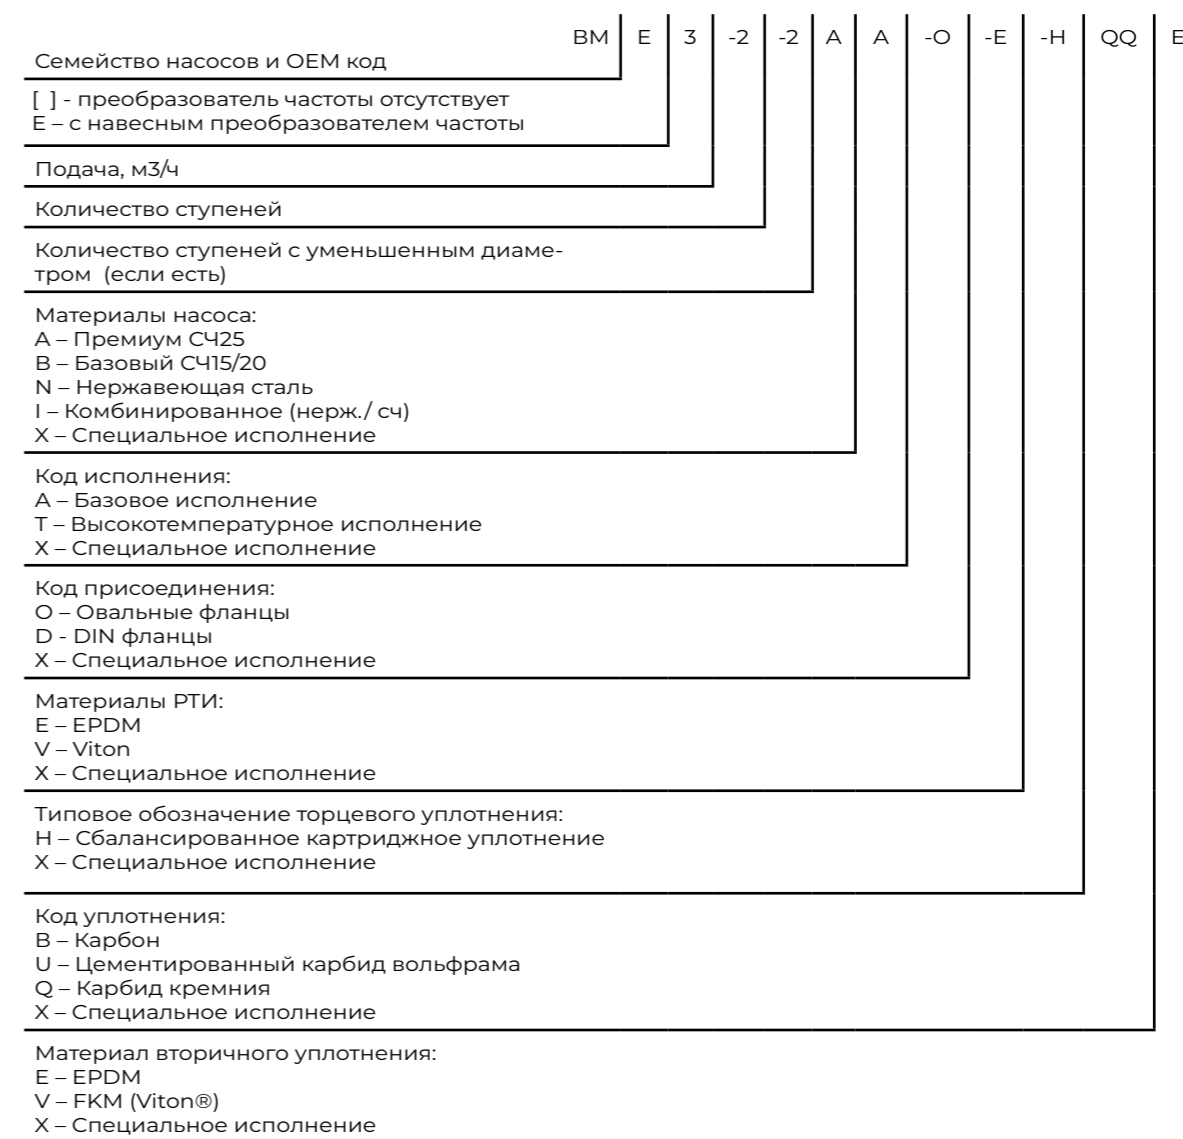 BM E 3 -2 -2 A A -O -E -H QQ E
Семейство насосов и OEM код
[ ] - преобразователь частоты отсутствует
E – с навесным преобразователем частоты
Подача, м3/ч
Количество ступеней
Количество ступеней с уменьшенным диаме-
тром (если есть)
Материалы насоса:
A – Премиум СЧ25
B – Базовый СЧ15/20
N – Нержавеющая сталь
I – Комбинированное (нерж./ сч)
X – Специальное исполнение
Код исполнения:
A – Базовое исполнение
T – Высокотемпературное исполнение
X – Специальное исполнение
Код присоединения:
O – Овальные фланцы
D - DIN фланцы
X – Специальное исполнение
Материалы РТИ:
E – EPDM
V – Viton
X – Специальное исполнение
Типовое обозначение торцевого уплотнения:
H – Сбалансированное картриджное уплотнение
X – Специальное исполнение
Код уплотнения:
B – Карбон
U – Цементированный карбид вольфрама
Q – Карбид кремния
X – Специальное исполнение
Материал вторичного уплотнения:
E – EPDM
V – FKM (Viton®)
X – Специальное исполнение